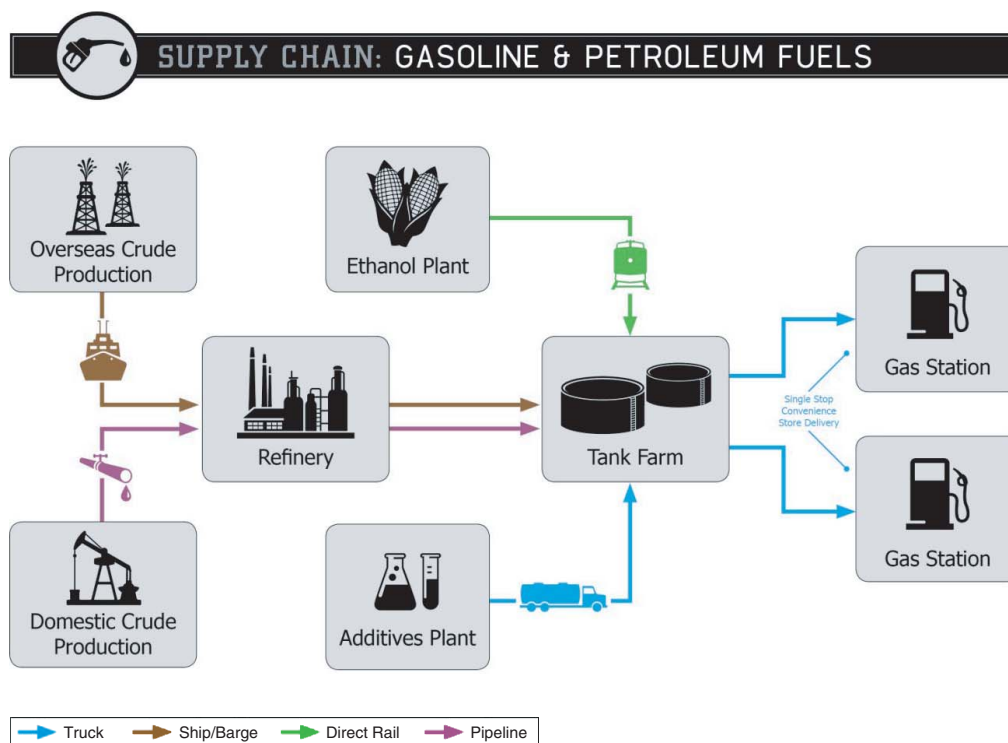 SUPPLY CHAIN: GASOLINE & PETROLEUM FUELS
Overseas Crude
Production
Ethanol Plant
Gas Station
Single Stop
Convenience
Store Delivery
Refinery
Tank Farm
Gas Station
Domestic Crude
Production
Additives Plant
Truck
Ship/Barge
Direct Rail
Pipeline